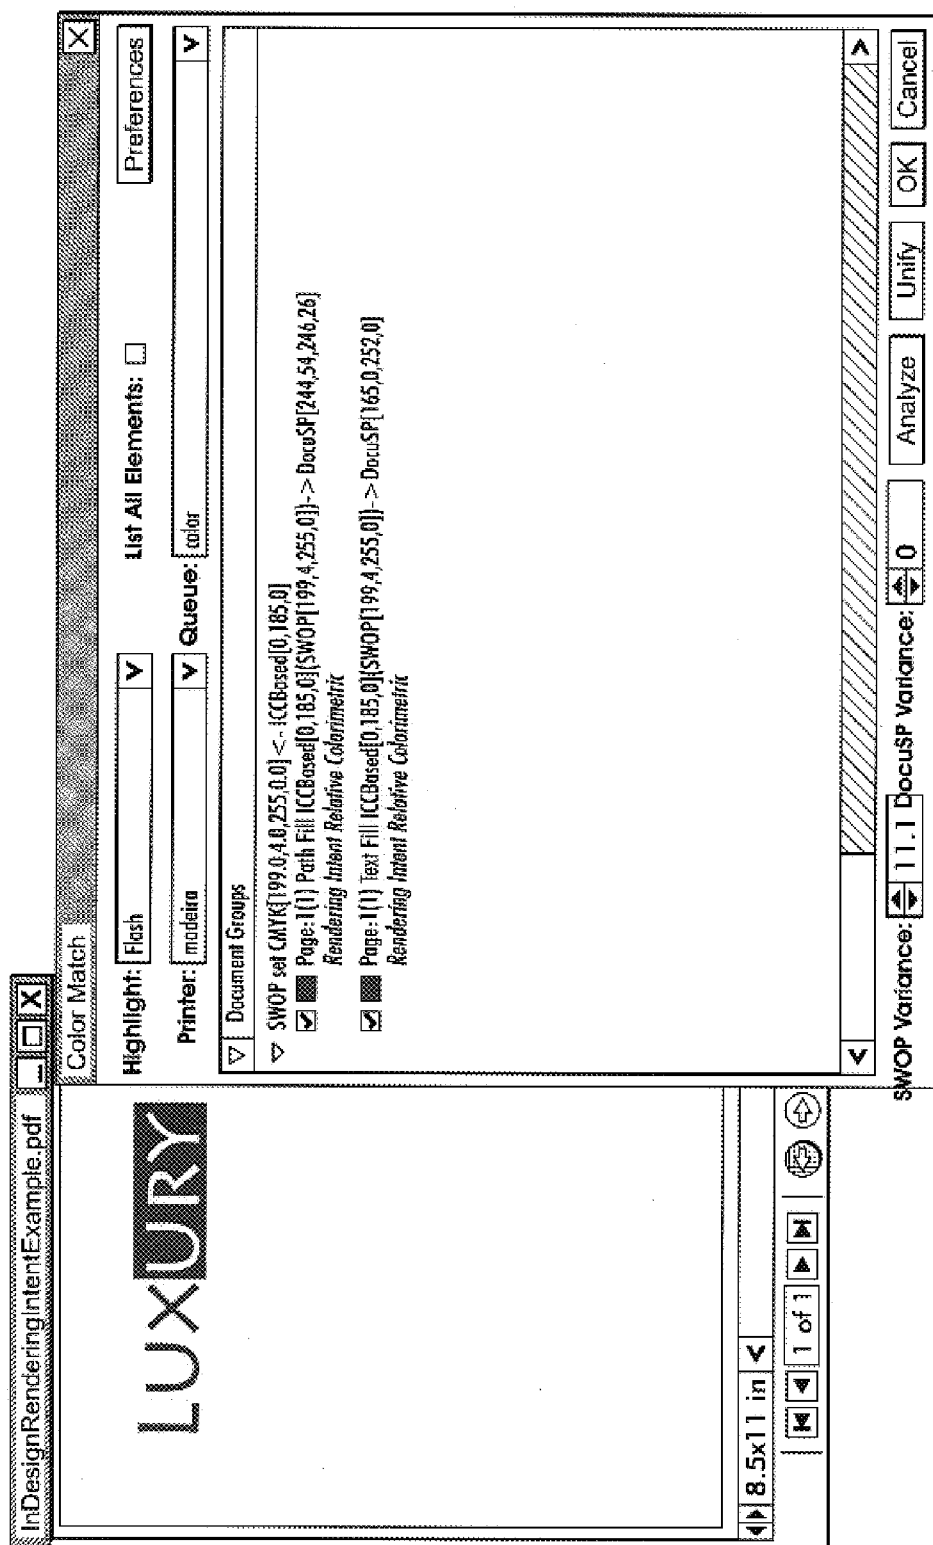 InDesignRenderingIntentExample.pdf
LUXURY
8.5x11 in
1 of 1
Color Match
Highlight: Flash
List All Elements:
Preferences
Printer: madeira
Queue: color
Document Groups
SWOP set CMYK[199.0,4.0,255,0.0] <- ICCBased[0,185,0]
Page:1(1) Path Fill ICCBased[0,185,0](SWOP[199,4,255,0])-> DocuSP[244,54,246,26]
Rendering Intent Relative Colorimetric
Page:1(1) Text Fill ICCBased[0,185,0](SWOP[199,4,255,0])-> DocuSP[165,0,252,0]
Rendering Intent Relative Colorimetric
SWOP Variance: 11.1 DocuSP Variance: 0
Analyze
Unify
OK
Cancel